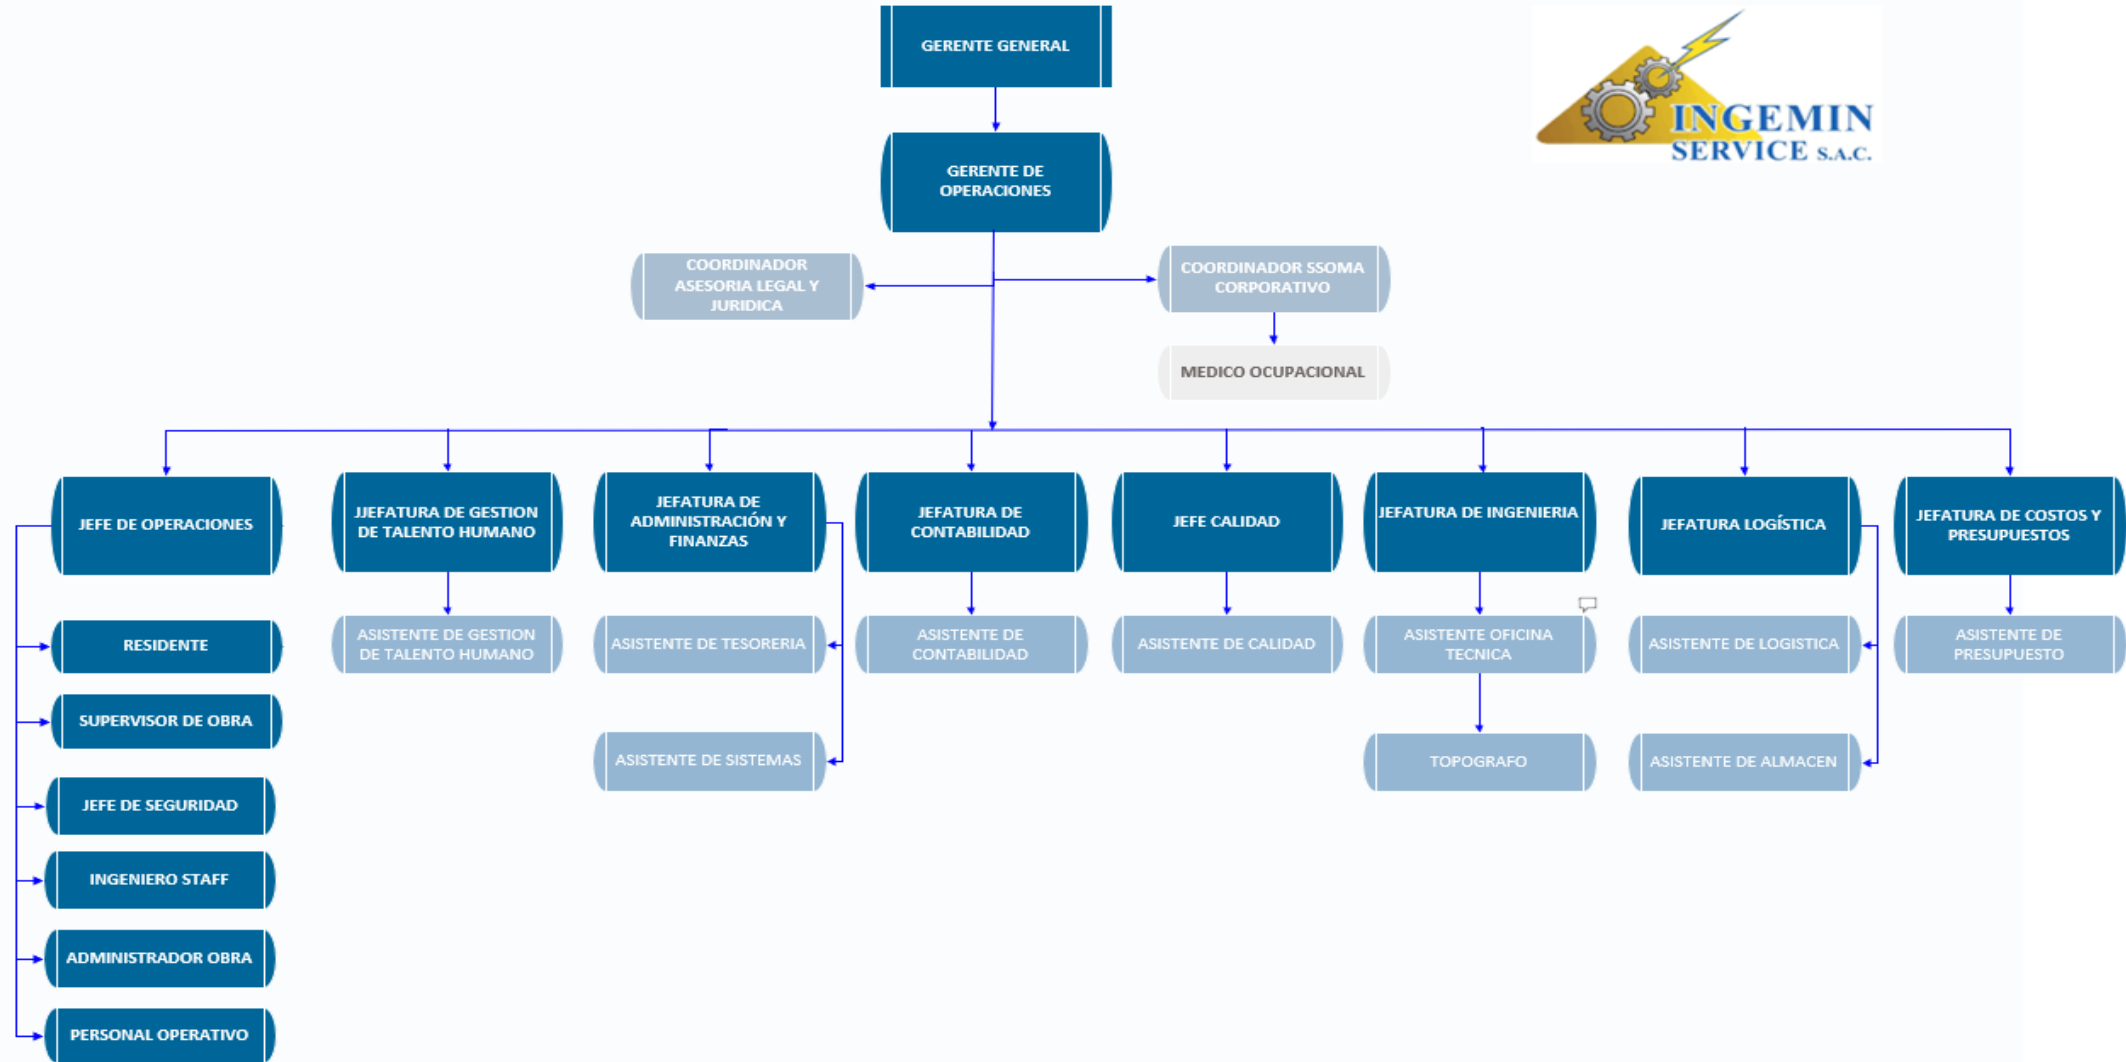 GERENTE GENERAL
INGEMIN
SERVICE S.A.C.
GERENTE DE
OPERACIONES
COORDINADOR
ASESORIA LEGAL Y
JURIDICA
COORDINADOR SSOMA
CORPORATIVO
MEDICO OCUPACIONAL
JEFE DE OPERACIONES
JJEFATURA DE GESTION
DE TALENTO HUMANO
JEFATURA DE
ADMINISTRACIÓN Y
FINANZAS
JEFATURA DE
CONTABILIDAD
JEFE CALIDAD
JEFATURA DE INGENIERIA
JEFATURA LOGÍSTICA
JEFATURA DE COSTOS Y
PRESUPUESTOS
RESIDENTE
ASISTENTE DE GESTION
DE TALENTO HUMANO
ASISTENTE DE TESORERIA
ASISTENTE DE
CONTABILIDAD
ASISTENTE DE CALIDAD
ASISTENTE OFICINA
TECNICA
ASISTENTE DE LOGISTICA
ASISTENTE DE
PRESUPUESTO
SUPERVISOR DE OBRA
ASISTENTE DE SISTEMAS
TOPOGRAFO
ASISTENTE DE ALMACEN
JEFE DE SEGURIDAD
INGENIERO STAFF
ADMINISTRADOR OBRA
PERSONAL OPERATIVO